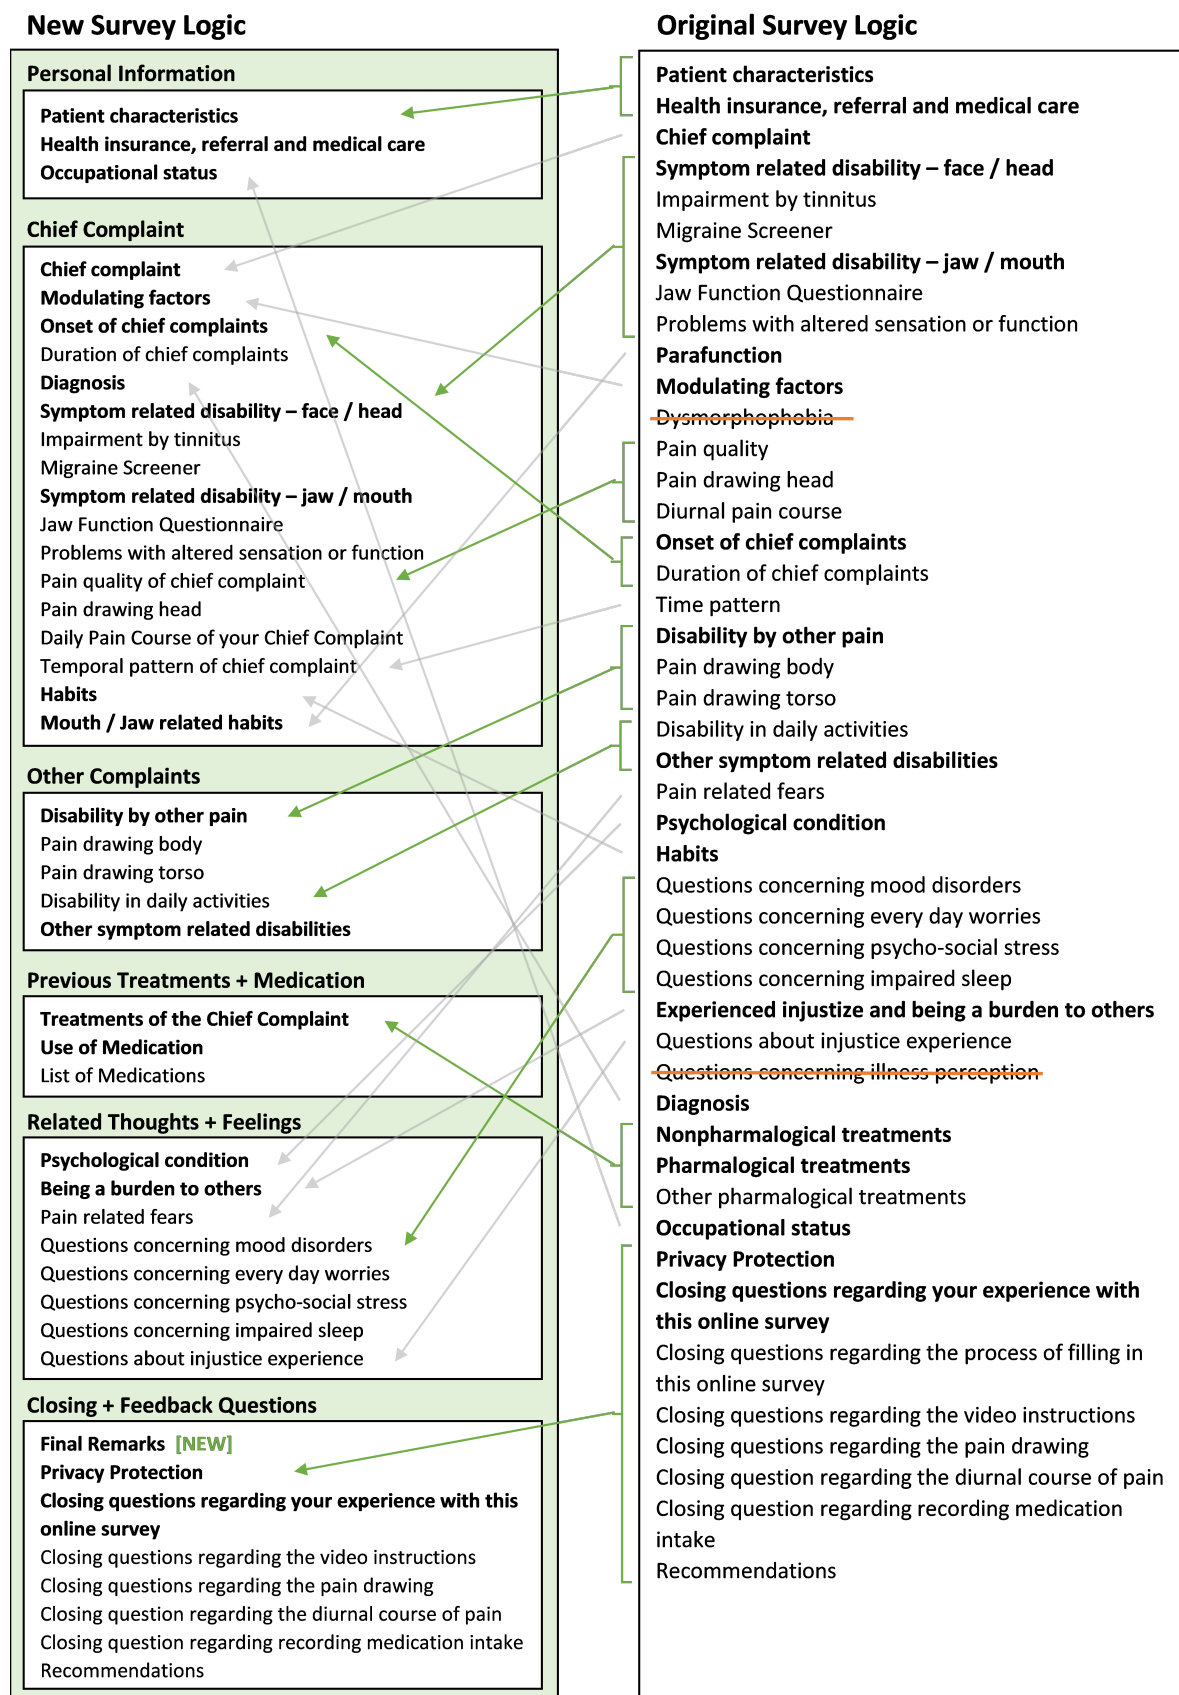 New Survey Logic
Personal Information
Patient characteristics
Health insurance, referral and medical care
Occupational status
Chief Complaint
Chief complaint
Modulating factors
Onset of chief complaints
Duration of chief complaints
Diagnosis
Symptom related disability – face / head
Impairment by tinnitus
Migraine Screener
Symptom related disability – jaw / mouth
Jaw Function Questionnaire
Problems with altered sensation or function
Pain quality of chief complaint
Pain drawing head
Daily Pain Course of your Chief Complaint
Temporal pattern of chief complaint
Habits
Mouth / Jaw related habits
Other Complaints
Disability by other pain
Pain drawing body
Pain drawing torso
Disability in daily activities
Other symptom related disabilities
Previous Treatments + Medication
Treatments of the Chief Complaint
Use of Medication
List of Medications
Related Thoughts + Feelings
Psychological condition
Being a burden to others
Pain related fears
Questions concerning mood disorders
Questions concerning every day worries
Questions concerning psycho-social stress
Questions concerning impaired sleep
Questions about injustice experience
Closing + Feedback Questions
Final Remarks [NEW]
Privacy Protection
Closing questions regarding your experience with this
online survey
Closing questions regarding the video instructions
Closing questions regarding the pain drawing
Closing question regarding the diurnal course of pain
Closing question regarding recording medication intake
Recommendations
Original Survey Logic
Patient characteristics
Health insurance, referral and medical care
Chief complaint
Symptom related disability – face / head
Impairment by tinnitus
Migraine Screener
Symptom related disability – jaw / mouth
Jaw Function Questionnaire
Problems with altered sensation or function
Parafunction
Modulating factors
Dysmorphophobia
Pain quality
Pain drawing head
Diurnal pain course
Onset of chief complaints
Duration of chief complaints
Time pattern
Disability by other pain
Pain drawing body
Pain drawing torso
Disability in daily activities
Other symptom related disabilities
Pain related fears
Psychological condition
Habits
Questions concerning mood disorders
Questions concerning every day worries
Questions concerning psycho-social stress
Questions concerning impaired sleep
Experienced injustize and being a burden to others
Questions about injustice experience
Questions concerning illness perception
Diagnosis
Nonpharmalogical treatments
Pharmalogical treatments
Other pharmalogical treatments
Occupational status
Privacy Protection
Closing questions regarding your experience with
this online survey
Closing questions regarding the process of filling in
this online survey
Closing questions regarding the video instructions
Closing questions regarding the pain drawing
Closing question regarding the diurnal course of pain
Closing question regarding recording medication
intake
Recommendations